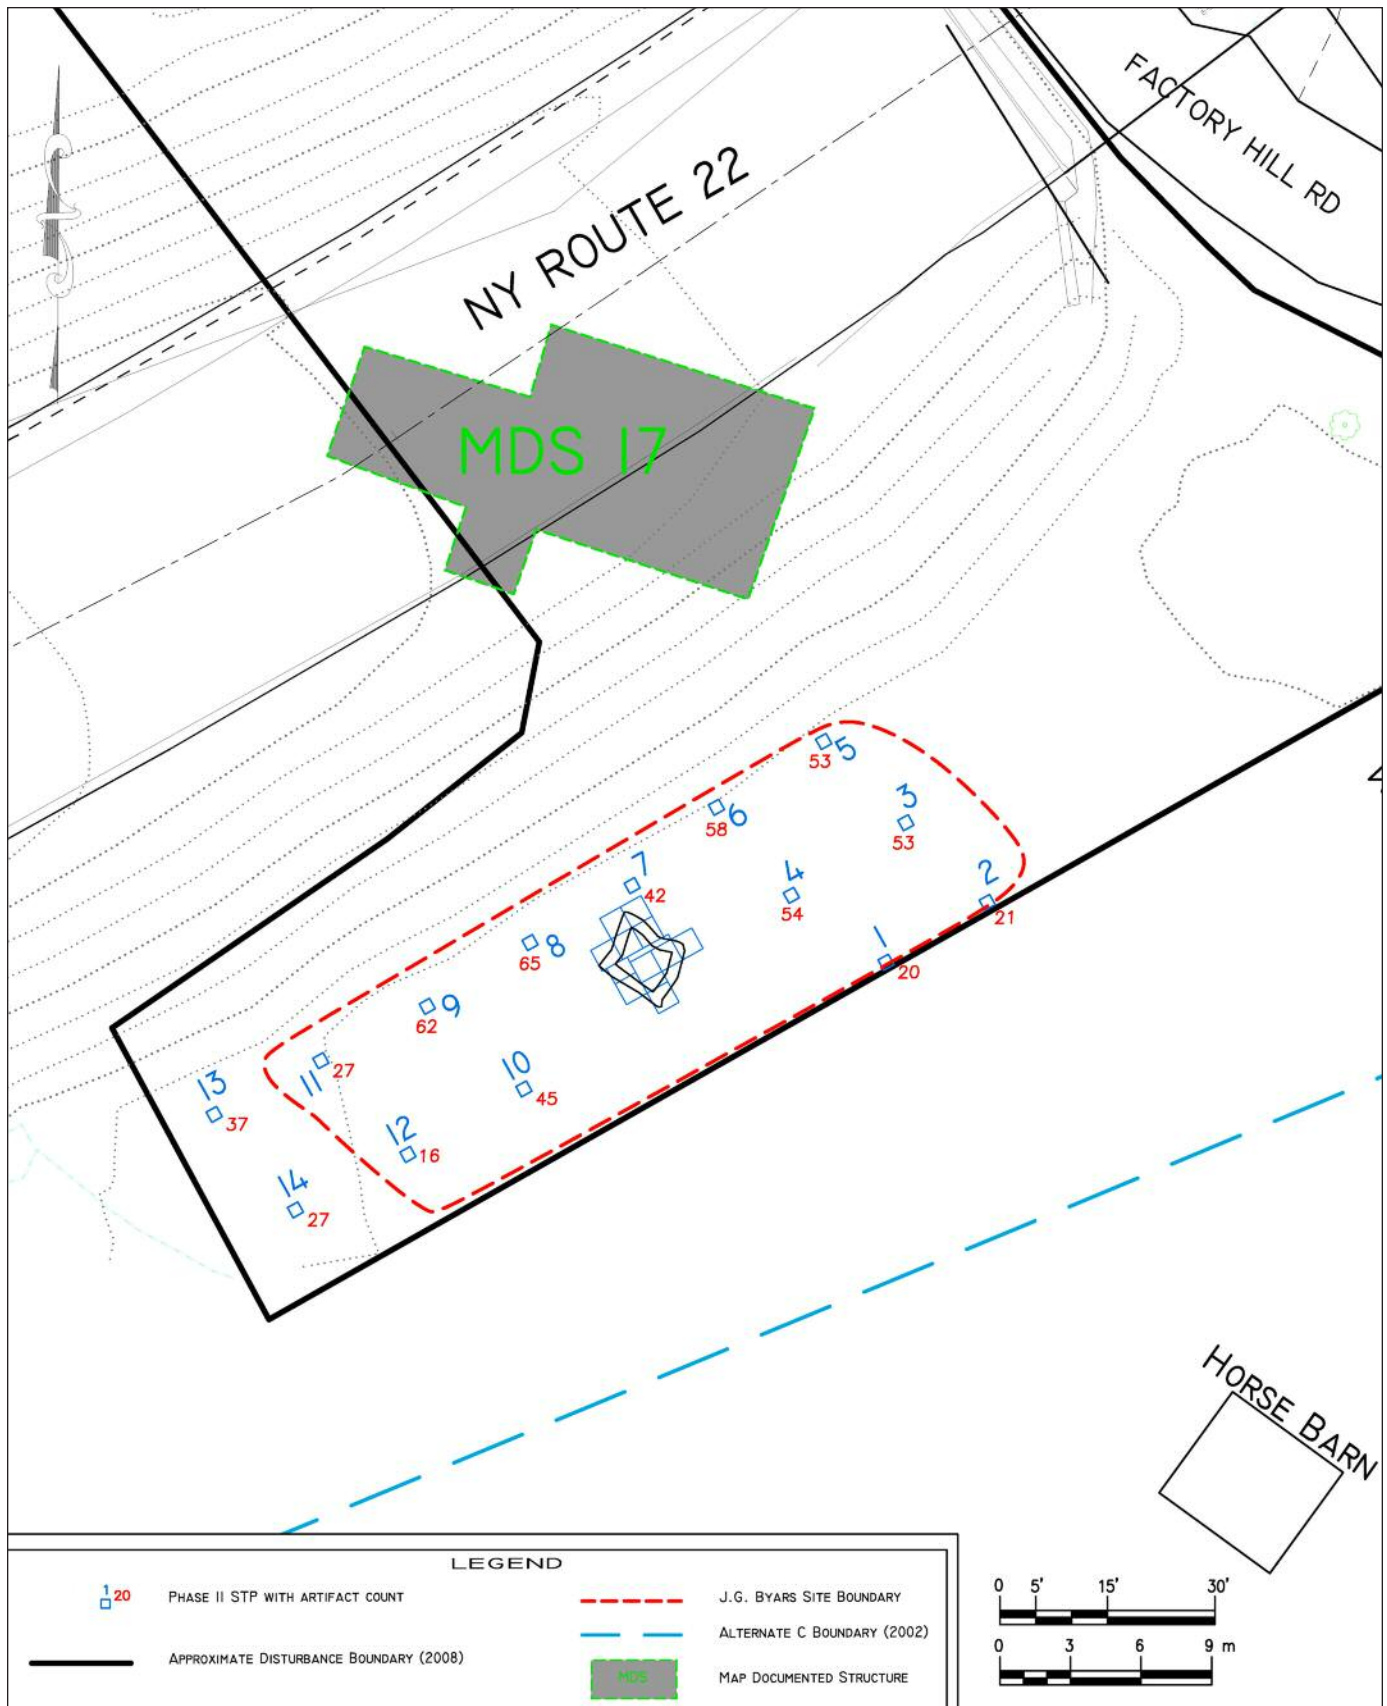 FACTORY HILL RD
NY ROUTE 22
MDS 17
5
53
6
58
3
53
7
42
4
54
2
21
1
20
8
65
9
62
10
45
11
27
12
16
13
37
14
27
HORSE BARN
LEGEND
1 20 PHASE II STP WITH ARTIFACT COUNT
APPROXIMATE DISTURBANCE BOUNDARY (2008)
J.G. BYARS SITE BOUNDARY
ALTERNATE C BOUNDARY (2002)
MDS MAP DOCUMENTED STRUCTURE
0 5' 15' 30'
0 3 6 9 m